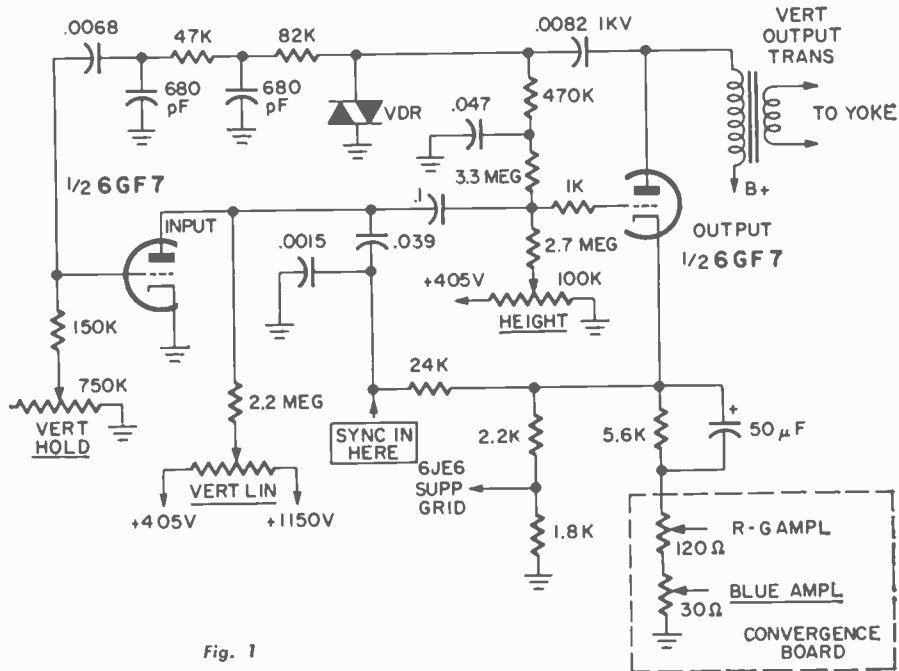 .0068
47K
82K
.0082 1KV
VERT
OUTPUT
TRANS
680
pF
680
pF
VDR
.047
470K
TO YOKE
3.3 MEG
B+
1/2 6GF7
INPUT
.1
1K
OUTPUT
1/2 6GF7
.0015
.039
2.7 MEG
+405V
100K
HEIGHT
150K
750K
VERT
HOLD
2.2 MEG
24K
SYNC IN
HERE
2.2K
5.6K
+
50µF
VERT LIN
+405V
+1150V
6JE6
SUPP
GRID
1.8K
R-G AMPL
120Ω
BLUE AMPL
30Ω
CONVERGENCE
BOARD
Fig. 1